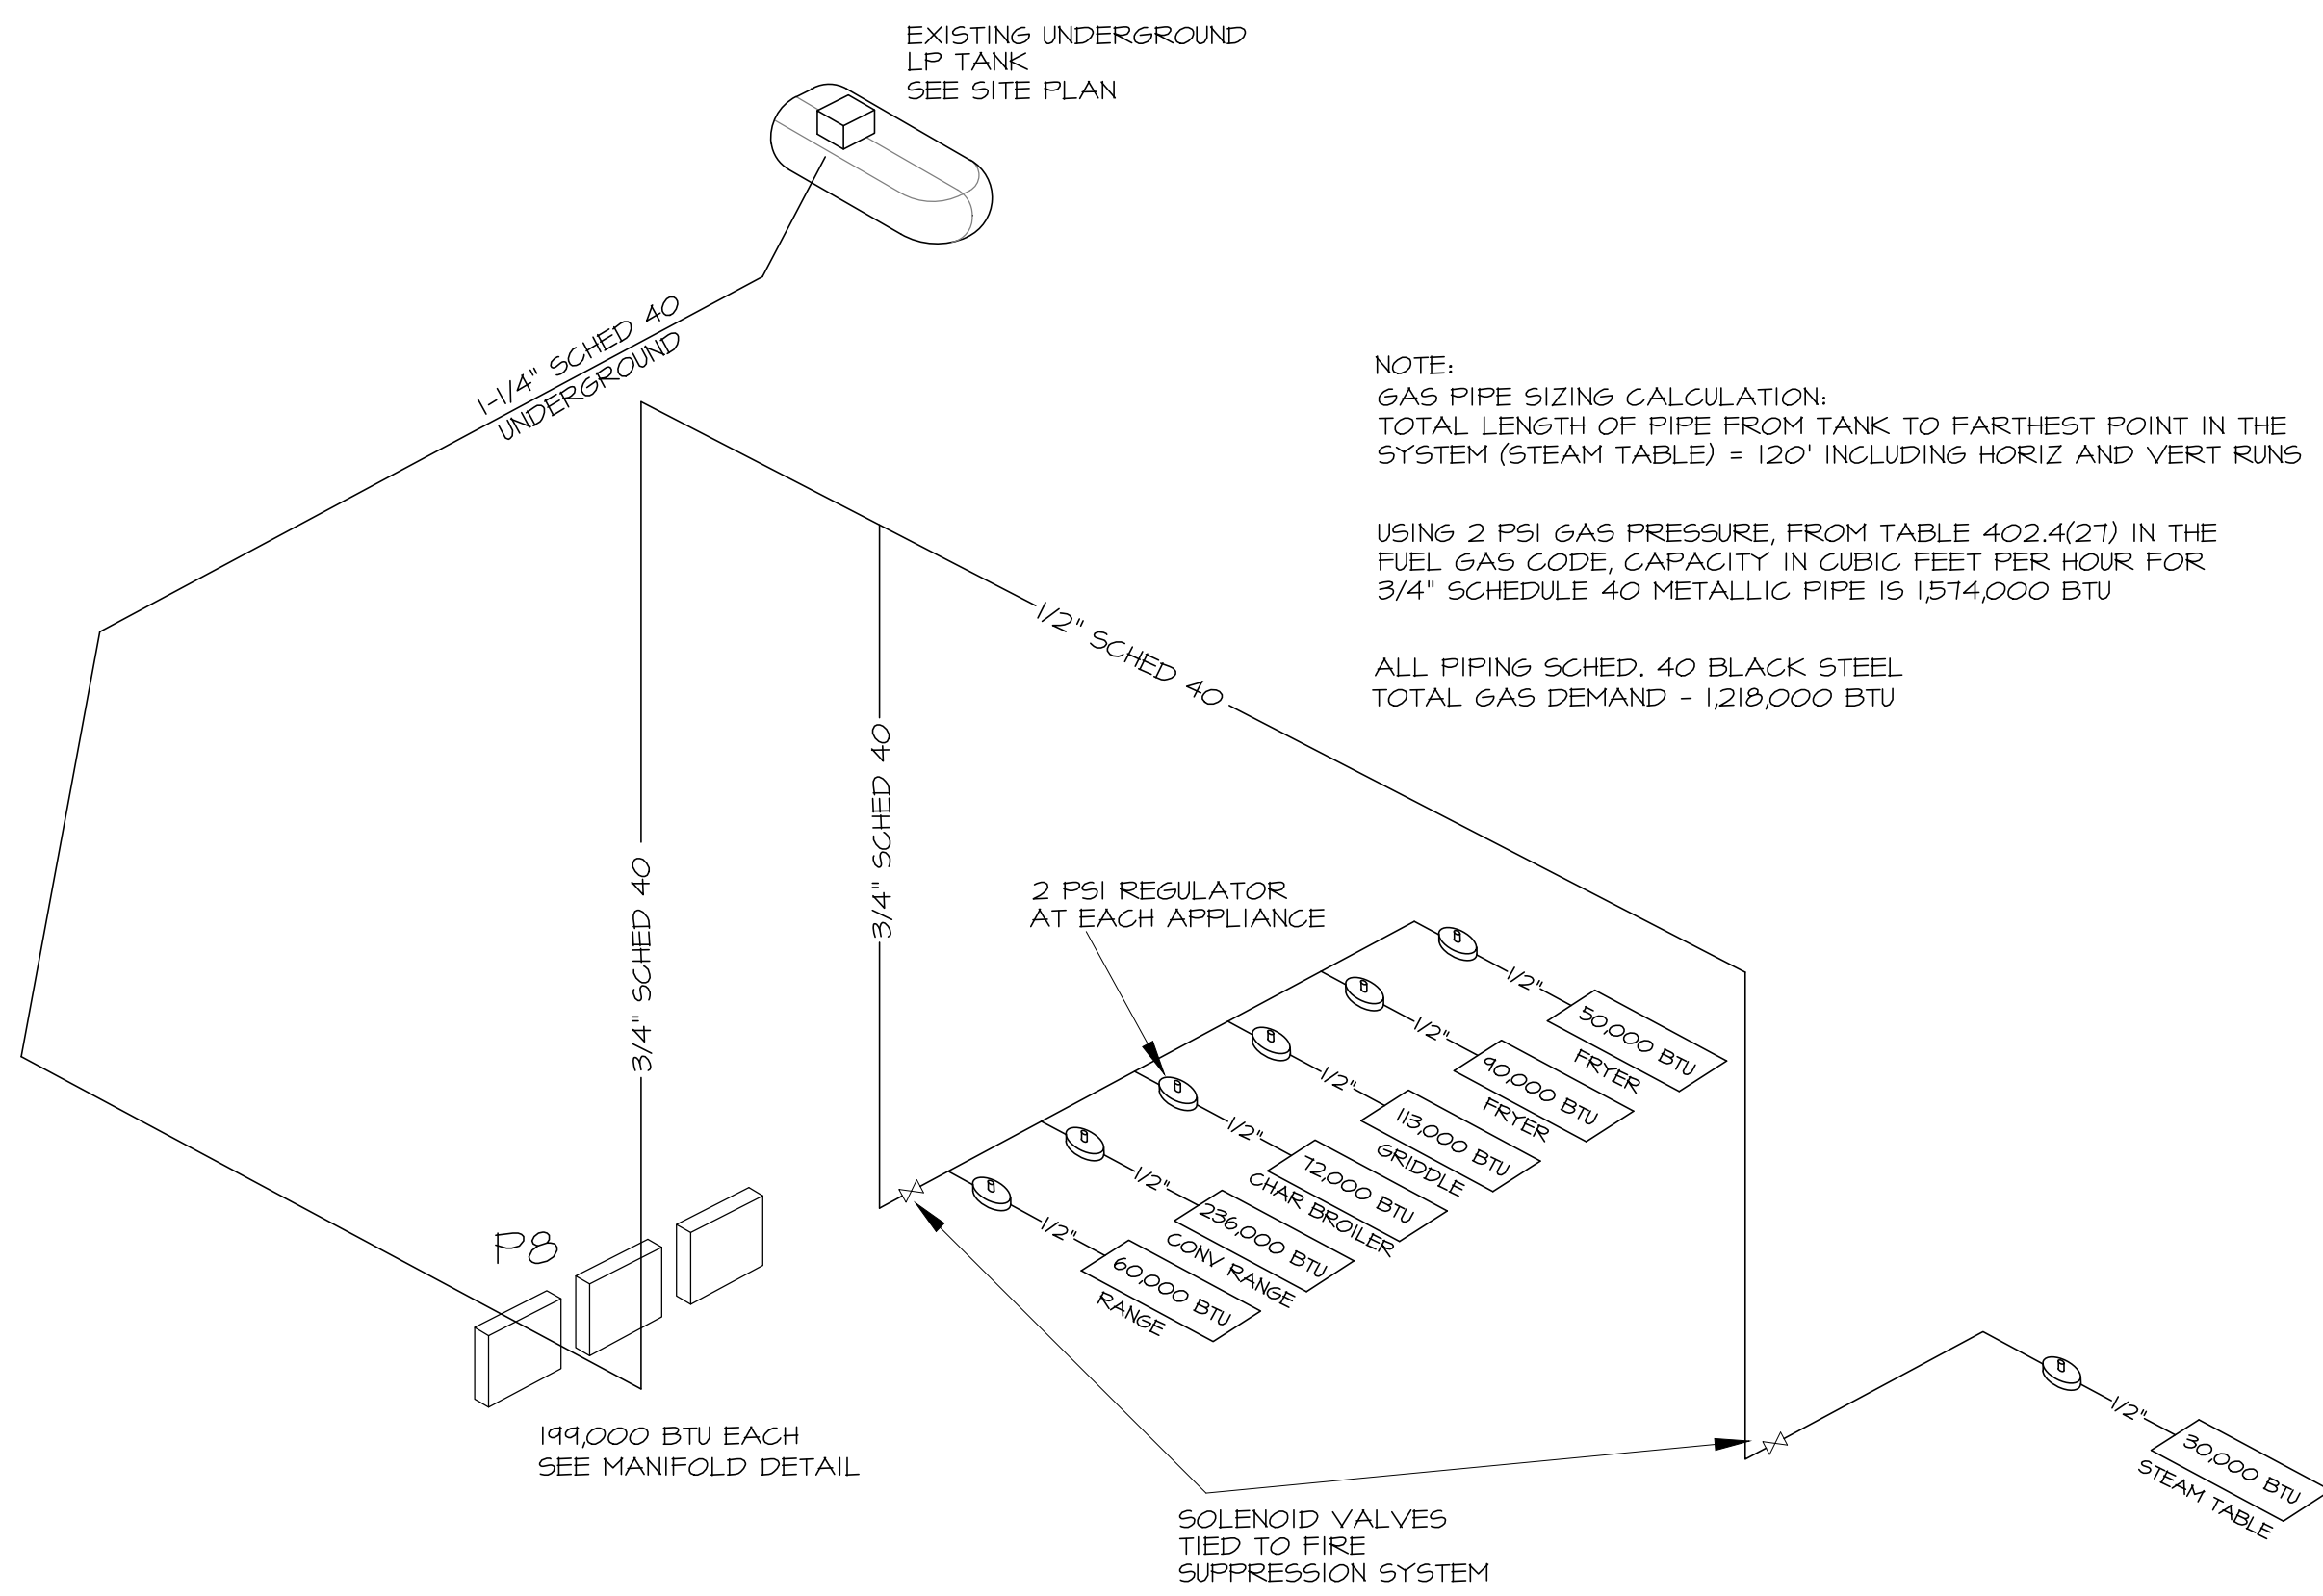 EXISTING UNDERGROUND
LP TANK
SEE SITE PLAN
1-1/4" SCHED 40
UNDERGROUND
NOTE:
GAS PIPE SIZING CALCULATION:
TOTAL LENGTH OF PIPE FROM TANK TO FARTHEST POINT IN THE
SYSTEM (STEAM TABLE) = 120' INCLUDING HORIZ AND VERT RUNS
USING 2 PSI GAS PRESSURE, FROM TABLE 402.4(27) IN THE
FUEL GAS CODE, CAPACITY IN CUBIC FEET PER HOUR FOR
3/4" SCHEDULE 40 METALLIC PIPE IS 1,574,000 BTU
ALL PIPING SCHED. 40 BLACK STEEL
TOTAL GAS DEMAND - 1,218,000 BTU
1/2" SCHED 40
3/4" SCHED 40
3/4" SCHED 40
2 PSI REGULATOR
AT EACH APPLIANCE
1/2"
50,000 BTU
FRYER
1/2"
90,000 BTU
FRYER
1/2"
113,000 BTU
GRIDDLE
1/2"
72,000 BTU
CHAR BROILER
1/2"
236,000 BTU
CONV RANGE
1/2"
60,000 BTU
RANGE
P8
199,000 BTU EACH
SEE MANIFOLD DETAIL
1/2"
30,000 BTU
STEAM TABLE
SOLENOID VALVES
TIED TO FIRE
SUPPRESSION SYSTEM